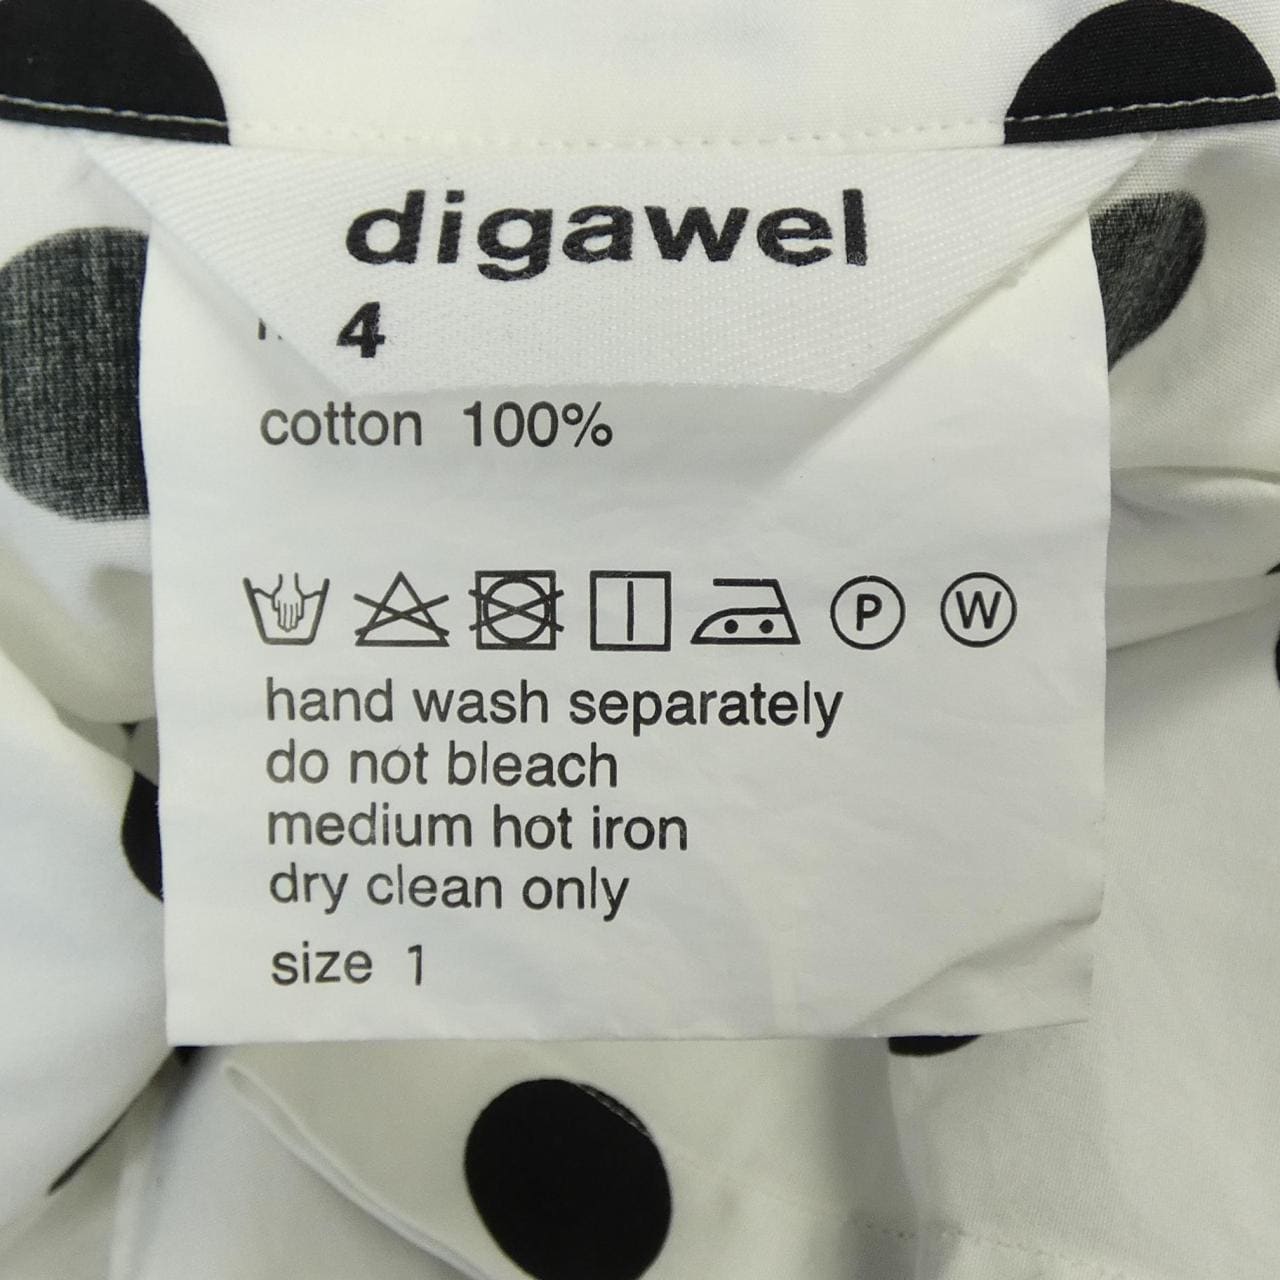 digawel
4
cotton 100%
P W
hand wash separately
do not bleach
medium hot iron
dry clean only
size 1